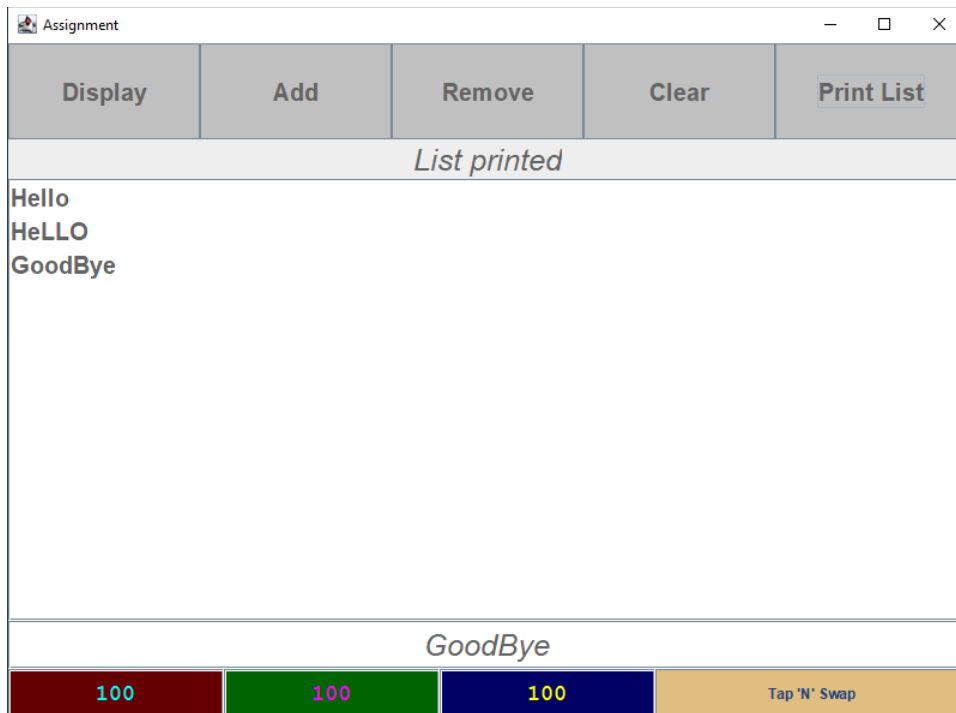 Assignment
Display Add Remove Clear Print List
List printed
Hello
HeLLO
GoodBye
GoodBye
100 100 100 Tap 'N' Swap